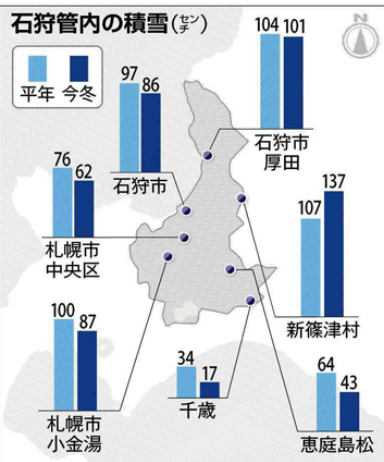 石狩管内の積雪(センチ)
N
平年 今冬
104 101
石狩市
厚田
97 86
石狩市
76 62
札幌市
中央区
107 137
新篠津村
100 87
札幌市
小金湯
34 17
千歳
64 43
恵庭島松